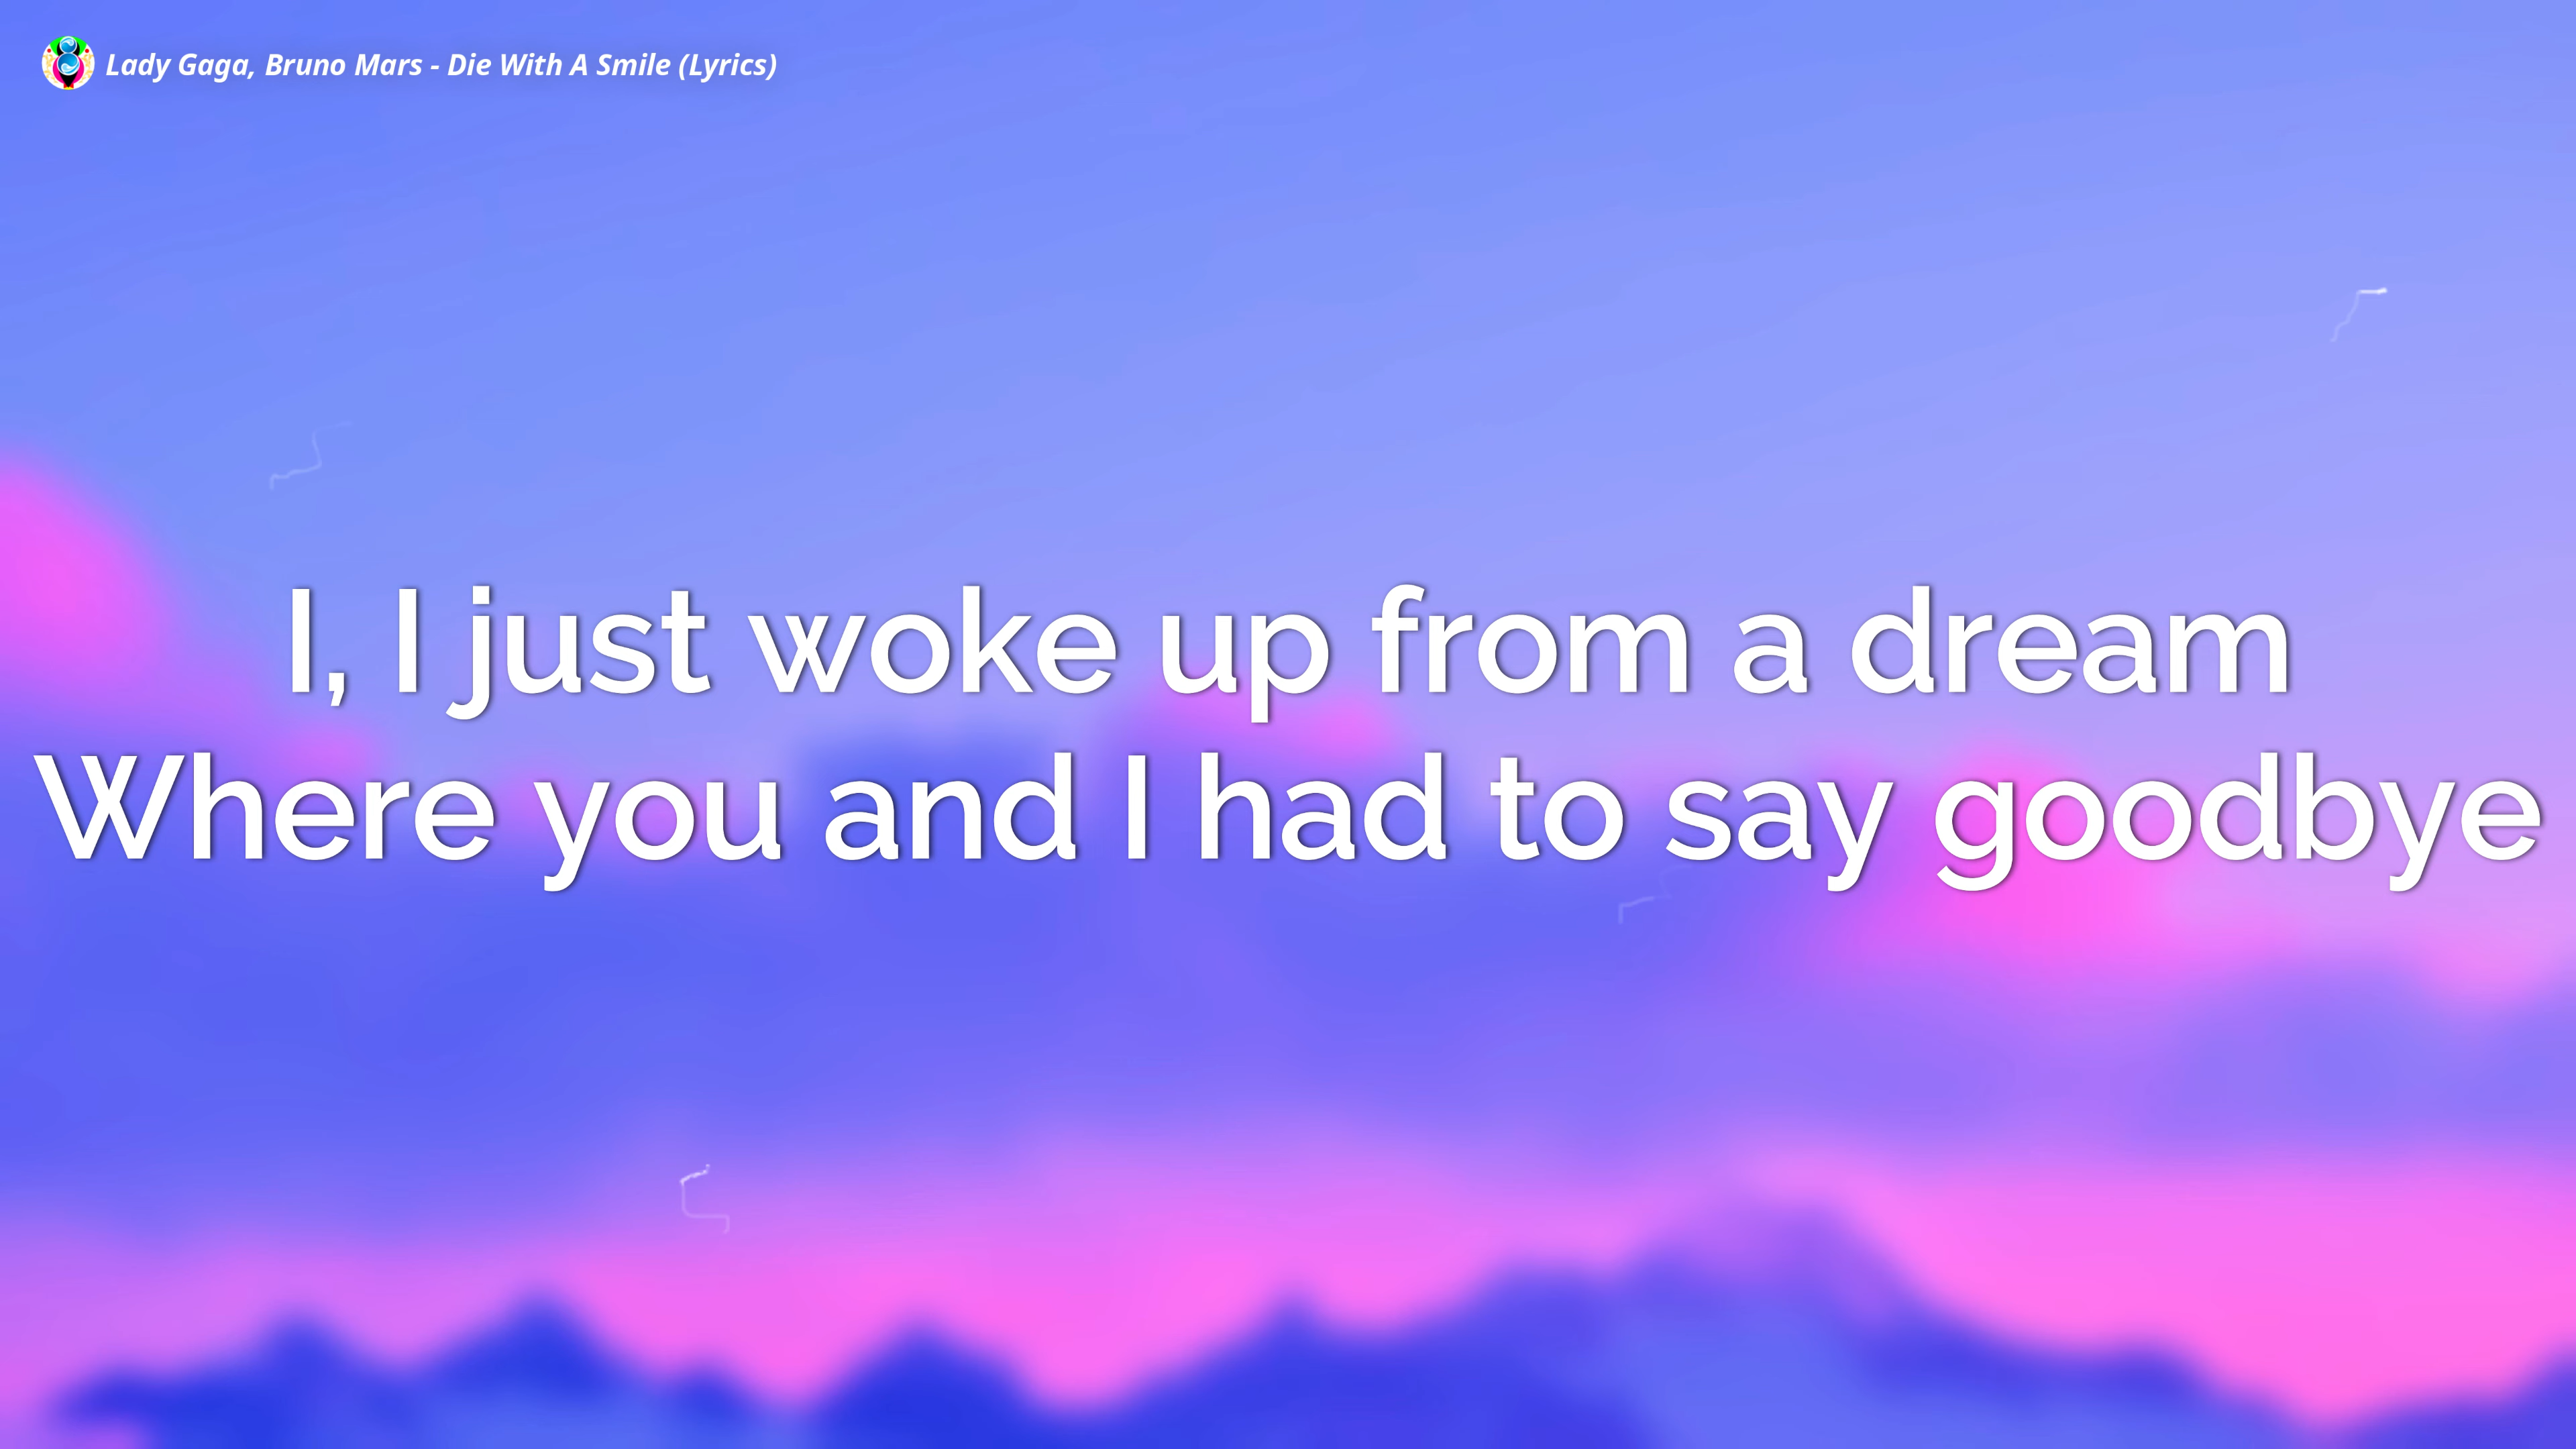 Lady Gaga, Bruno Mars - Die With A Smile (Lyrics)
I, I just woke up from a dream
Where you and I had to say goodbye